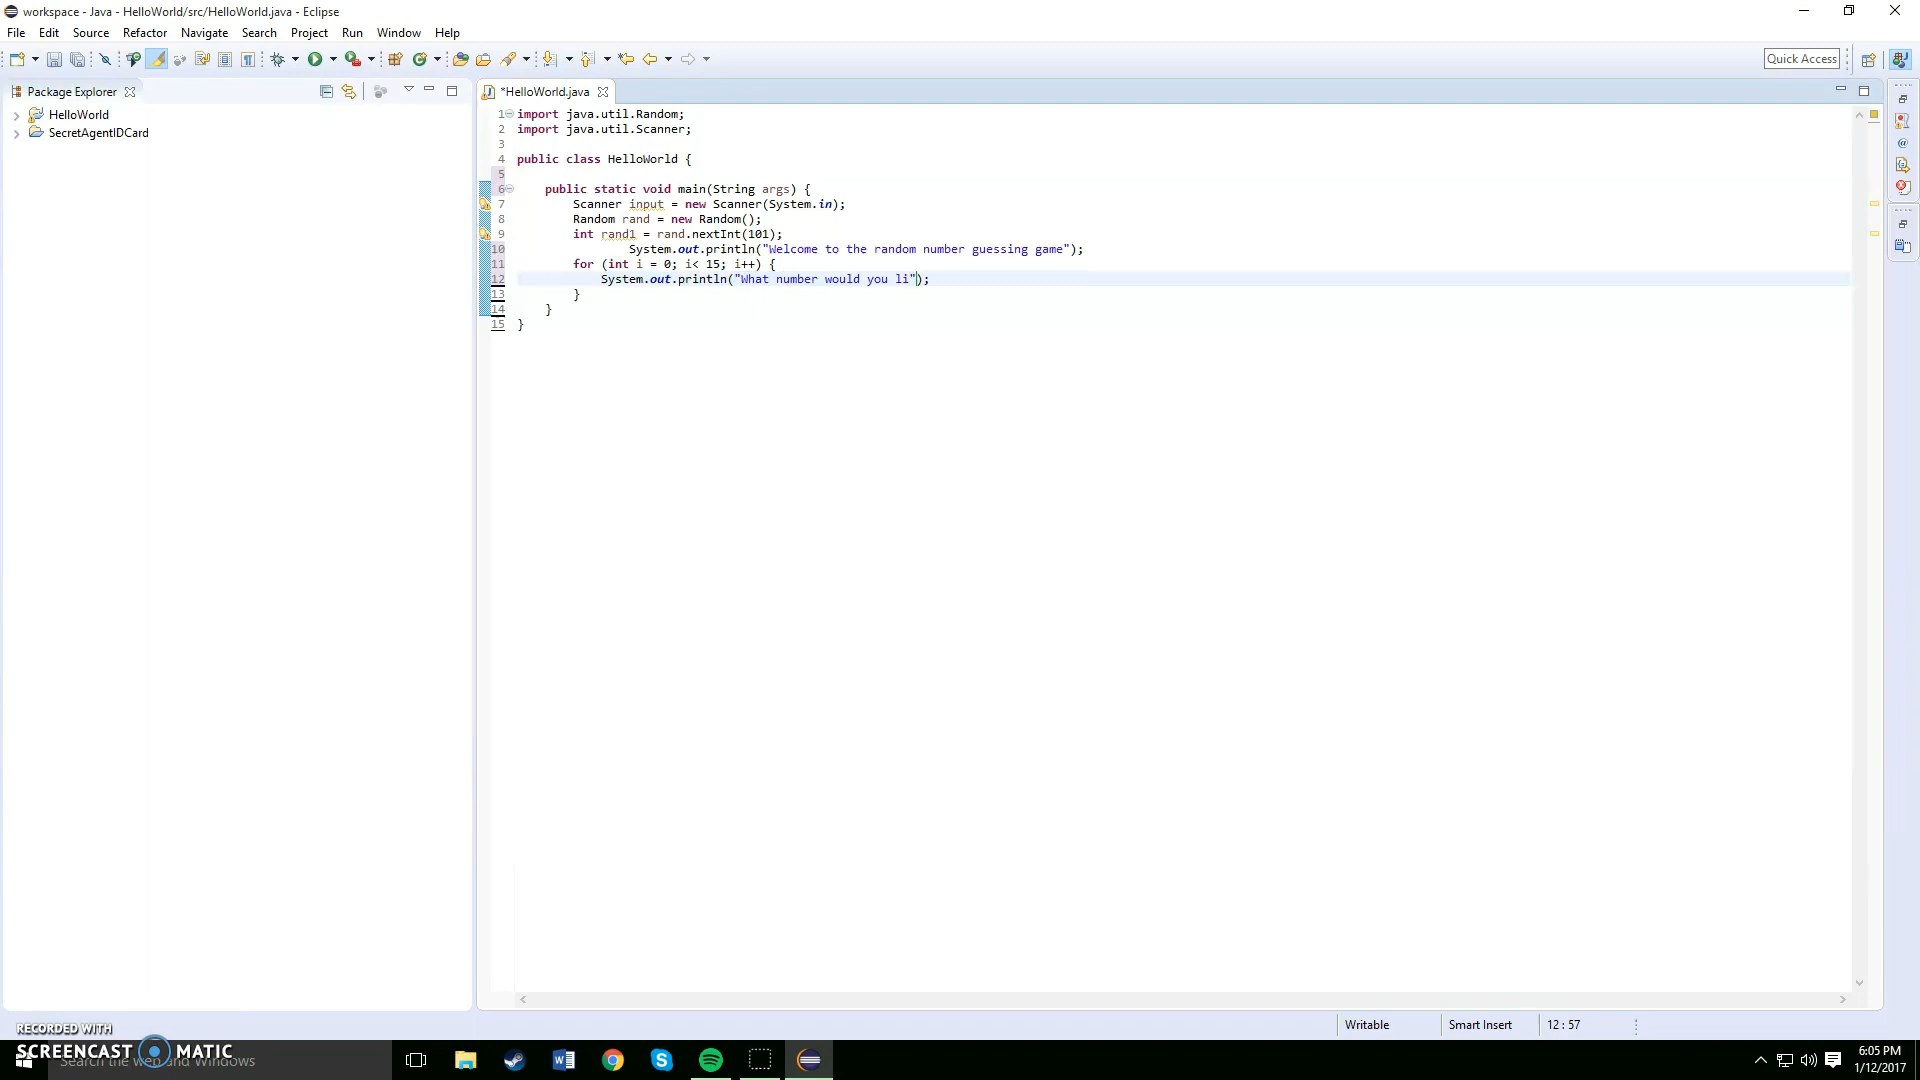 workspace - Java - HelloWorld/src/HelloWorld.java - Eclipse
File Edit Source Refactor Navigate Search Project Run Window Help
Quick Access
Package Explorer
*HelloWorld.java
HelloWorld
SecretAgentIDCard
1 import java.util.Random;
2 import java.util.Scanner;
3
4 public class HelloWorld {
5
6 public static void main(String args) {
7 Scanner input = new Scanner(System.in);
8 Random rand = new Random();
9 int rand1 = rand.nextInt(101);
10 System.out.println("Welcome to the random number guessing game");
11 for (int i = 0; i< 15; i++) {
12 System.out.println("What number would you li");
13 }
14 }
15 }
Writable Smart Insert 12 : 57
RECORDED WITH
SCREENCAST MATIC
Search the web and Windows
6:05 PM
1/12/2017